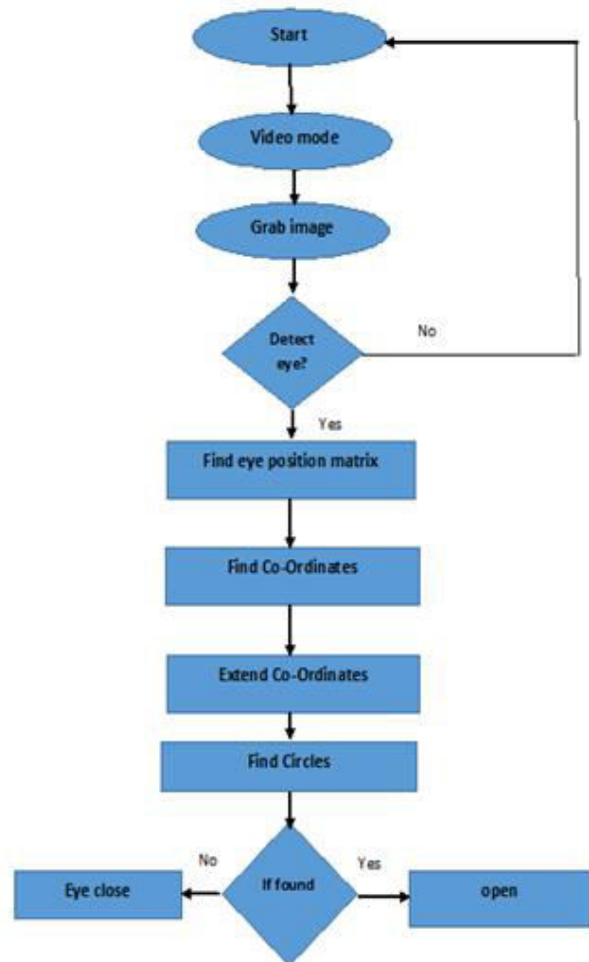 Start
Video mode
Grab image
Detect
eye?
No
Yes
Find eye position matrix
Find Co-Ordinates
Extend Co-Ordinates
Find Circles
No
Yes
Eye close
If found
open